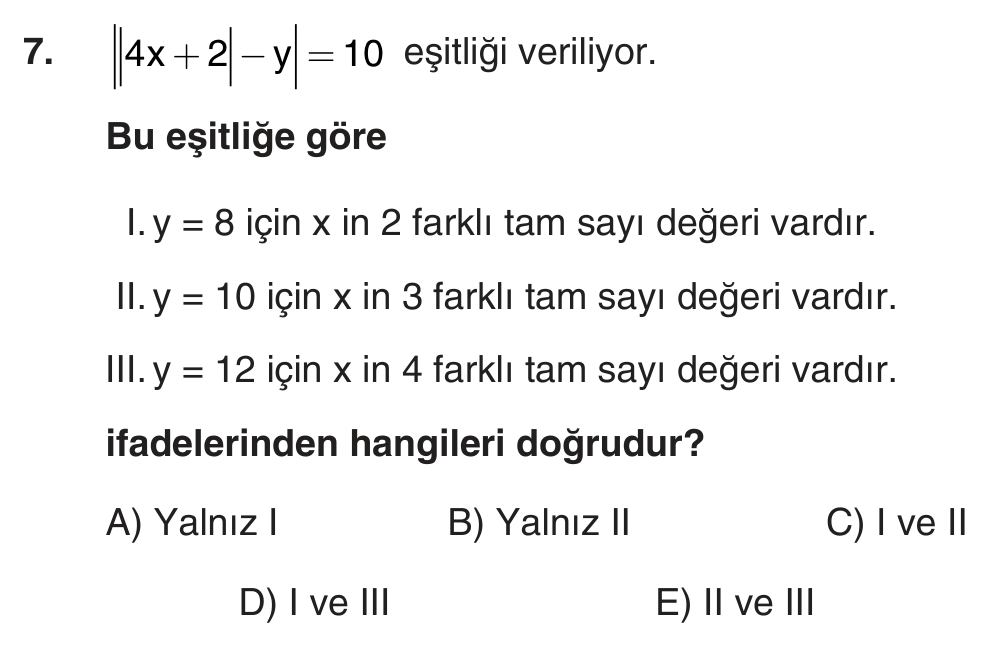 7. ||4x + 2| − y| = 10 eşitliği veriliyor.
Bu eşitliğe göre
I. y = 8 için x in 2 farklı tam sayı değeri vardır.
II. y = 10 için x in 3 farklı tam sayı değeri vardır.
III. y = 12 için x in 4 farklı tam sayı değeri vardır.
ifadelerinden hangileri doğrudur?
A) Yalnız I B) Yalnız II C) I ve II
D) I ve III E) II ve III